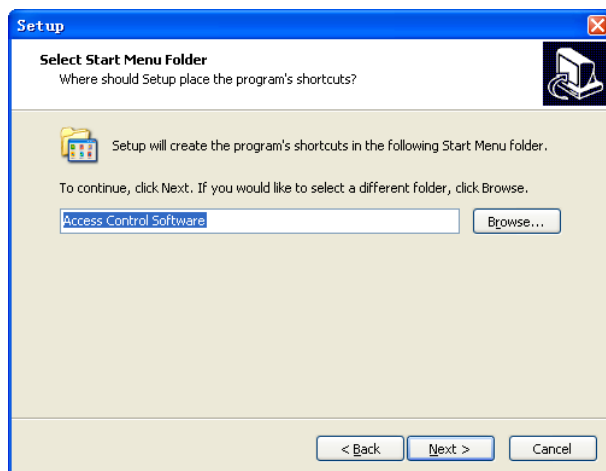 Setup
Select Start Menu Folder
Where should Setup place the program's shortcuts?
Setup will create the program's shortcuts in the following Start Menu folder.
To continue, click Next. If you would like to select a different folder, click Browse.
Access Control Software
Browse...
< Back
Next >
Cancel